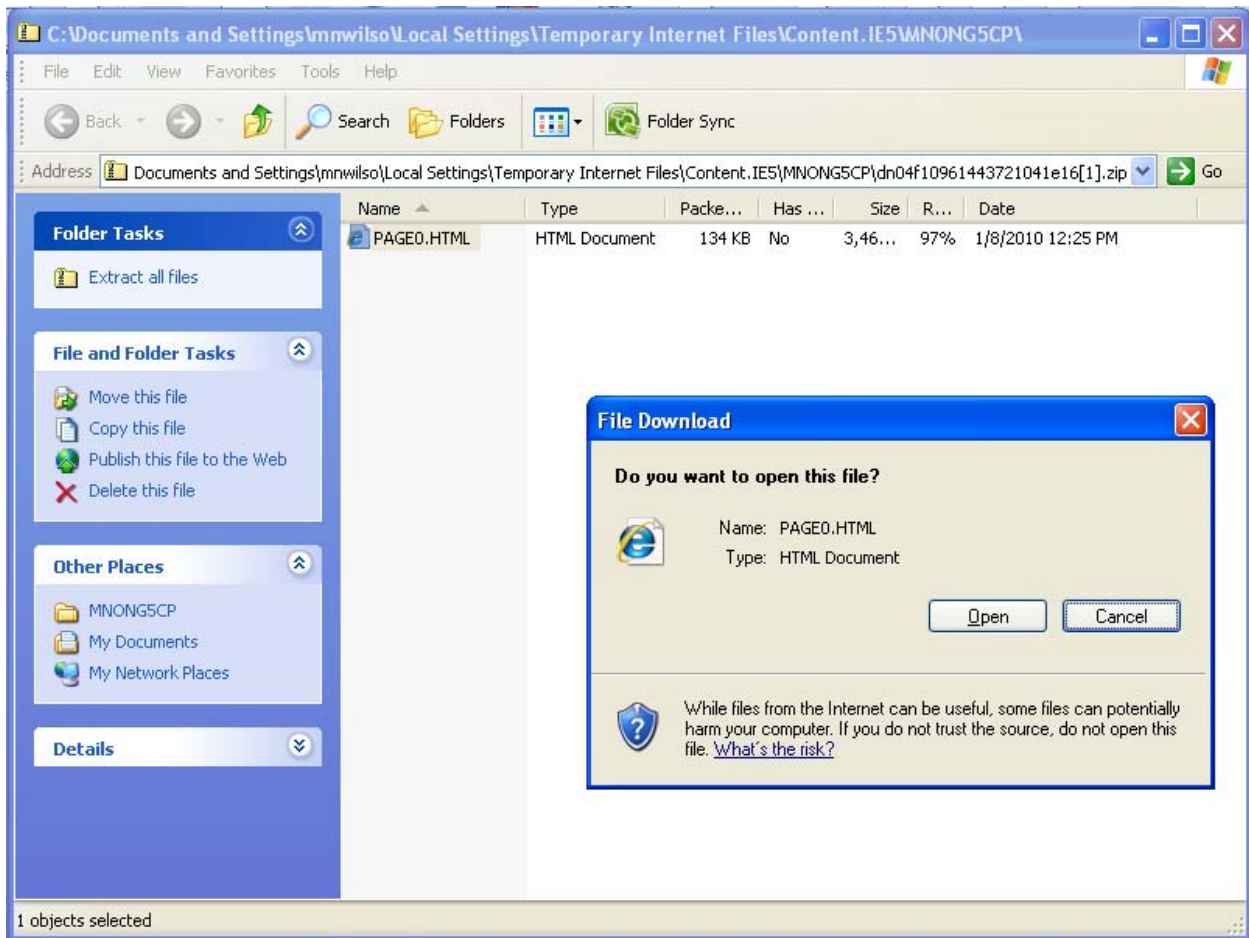 C:\Documents and Settings\mnwilso\Local Settings\Temporary Internet Files\Content.IE5\MNONG5CP\
File Edit View Favorites Tools Help
Back Search Folders Folder Sync
Address Documents and Settings\mnwilso\Local Settings\Temporary Internet Files\Content.IE5\MNONG5CP\dn04f10961443721041e16[1].zip Go
Name Type Packe... Has ... Size R... Date
PAGE0.HTML HTML Document 134 KB No 3,46... 97% 1/8/2010 12:25 PM
Folder Tasks
Extract all files
File and Folder Tasks
Move this file
Copy this file
Publish this file to the Web
Delete this file
Other Places
MNONG5CP
My Documents
My Network Places
Details
File Download
Do you want to open this file?
Name: PAGE0.HTML
Type: HTML Document
Open Cancel
While files from the Internet can be useful, some files can potentially
harm your computer. If you do not trust the source, do not open this
file. What's the risk?
1 objects selected